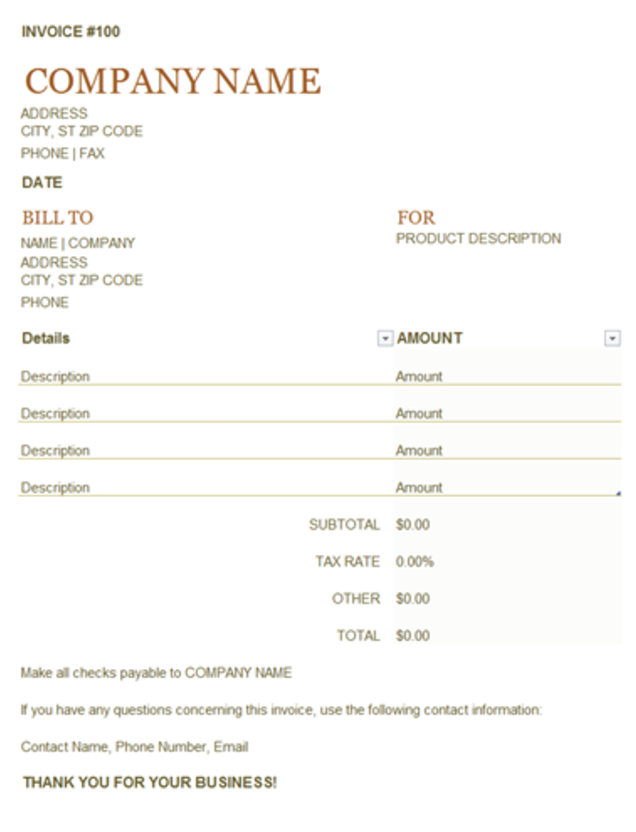 INVOICE #100
COMPANY NAME
ADDRESS
CITY, ST ZIP CODE
PHONE | FAX
DATE
BILL TO
NAME | COMPANY
ADDRESS
CITY, ST ZIP CODE
PHONE
FOR
PRODUCT DESCRIPTION
Details AMOUNT
Description Amount
Description Amount
Description Amount
Description Amount
SUBTOTAL $0.00
TAX RATE 0.00%
OTHER $0.00
TOTAL $0.00
Make all checks payable to COMPANY NAME
If you have any questions concerning this invoice, use the following contact information:
Contact Name, Phone Number, Email
THANK YOU FOR YOUR BUSINESS!